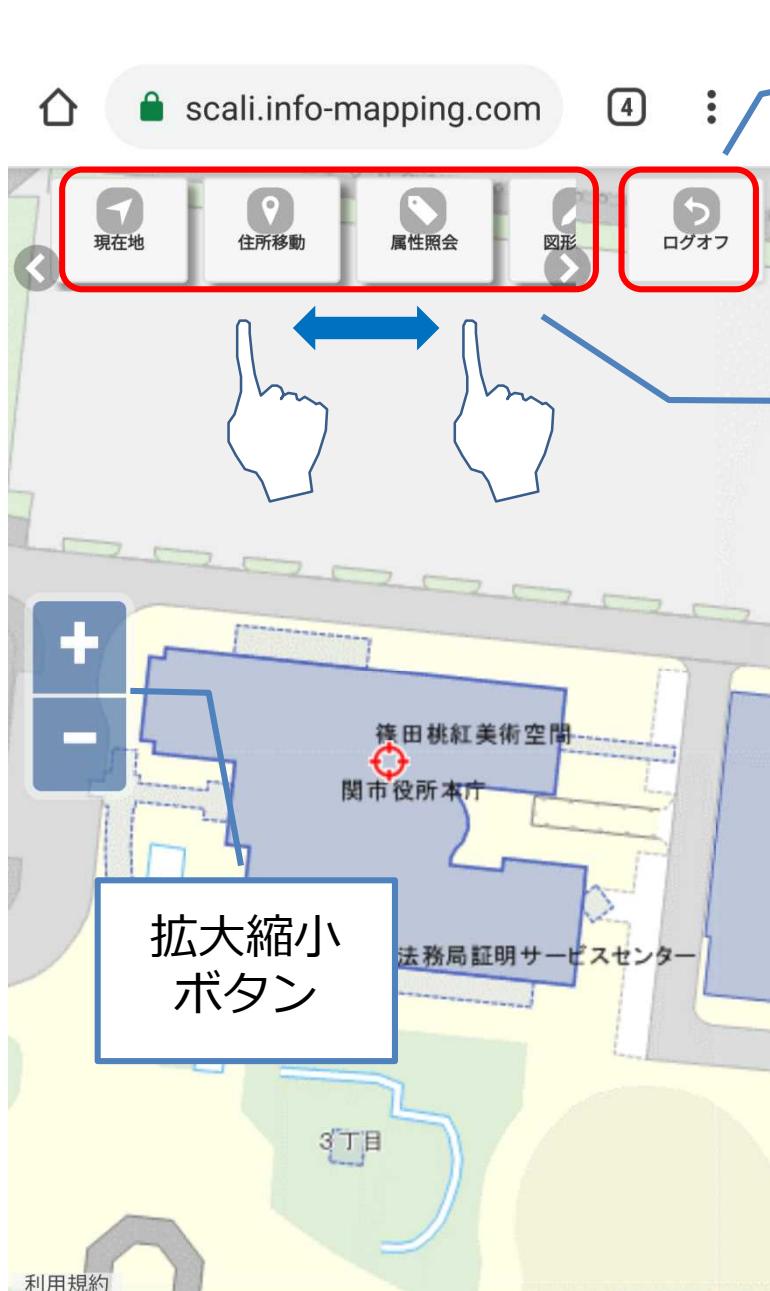 scali.info-mapping.com
4
現在地
住所移動
属性照会
図形
ログオフ
篠田桃紅美術空間
関市役所本庁
拡大縮小
ボタン
法務局証明サービスセンター
3丁目
利用規約